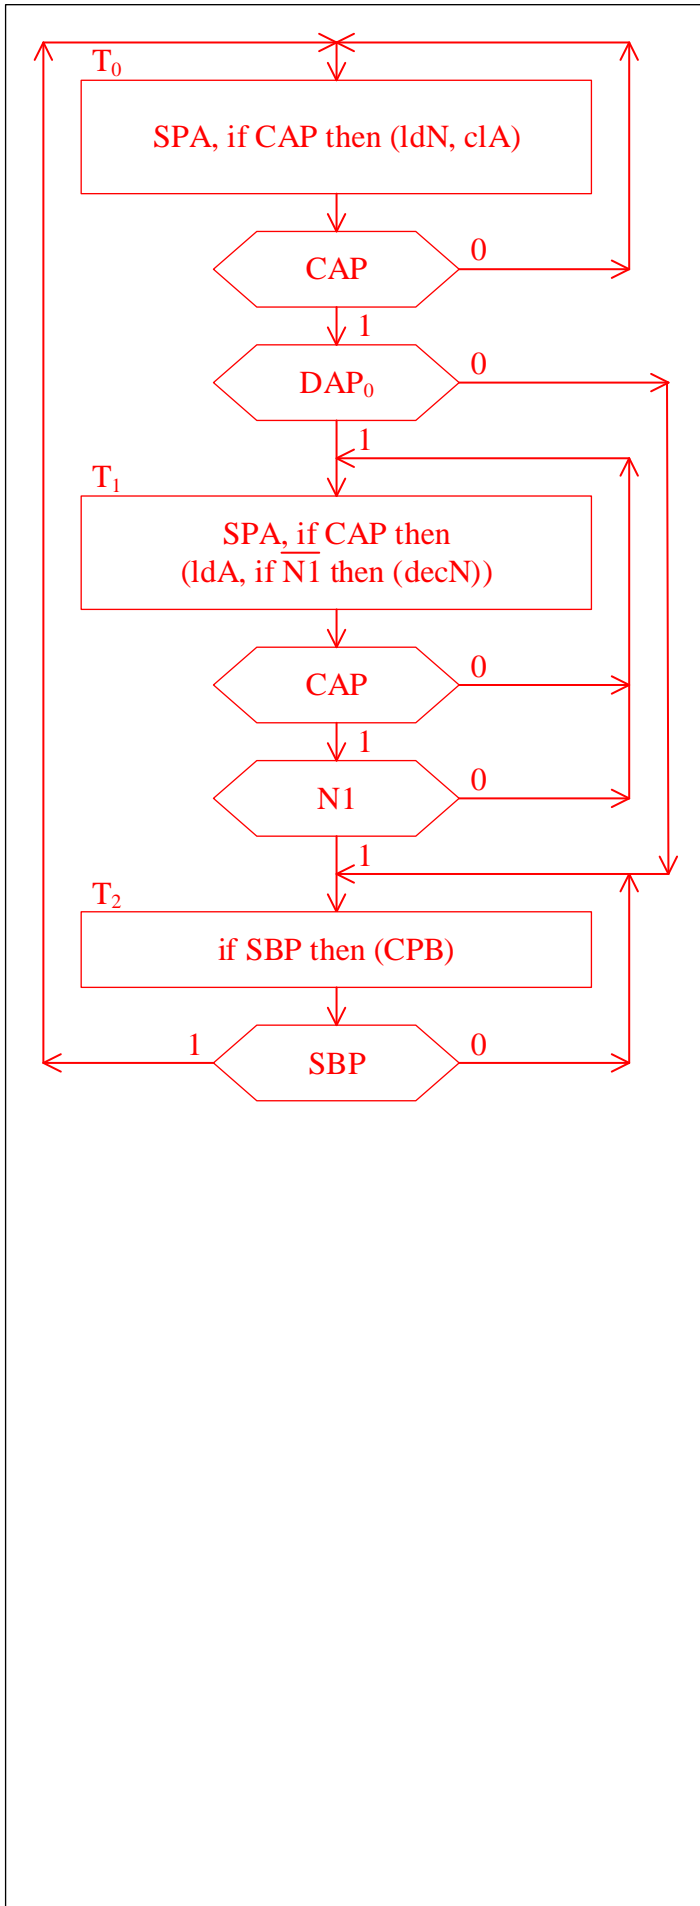 T₀
SPA, if CAP then (ldN, clA)
CAP
0
1
DAP₀
0
1
T₁
SPA, if CAP then
(ldA, if N̅1̅ then (decN))
CAP
0
1
N1
0
1
T₂
if SBP then (CPB)
1
SBP
0